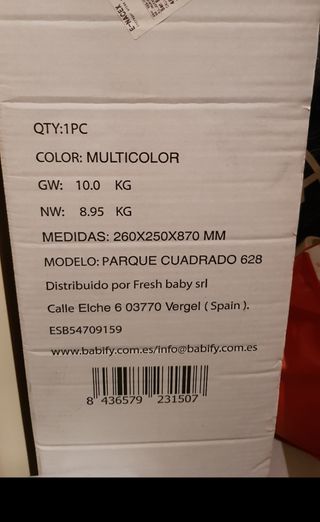 E-NACEX
QTY:1PC
COLOR: MULTICOLOR
GW: 10.0 KG
NW: 8.95 KG
MEDIDAS: 260X250X870 MM
MODELO: PARQUE CUADRADO 628
Distribuido por Fresh baby srl
Calle Elche 6 03770 Vergel ( Spain ).
ESB54709159
www.babify.com.es/info@babify.com.es
8 436579 231507